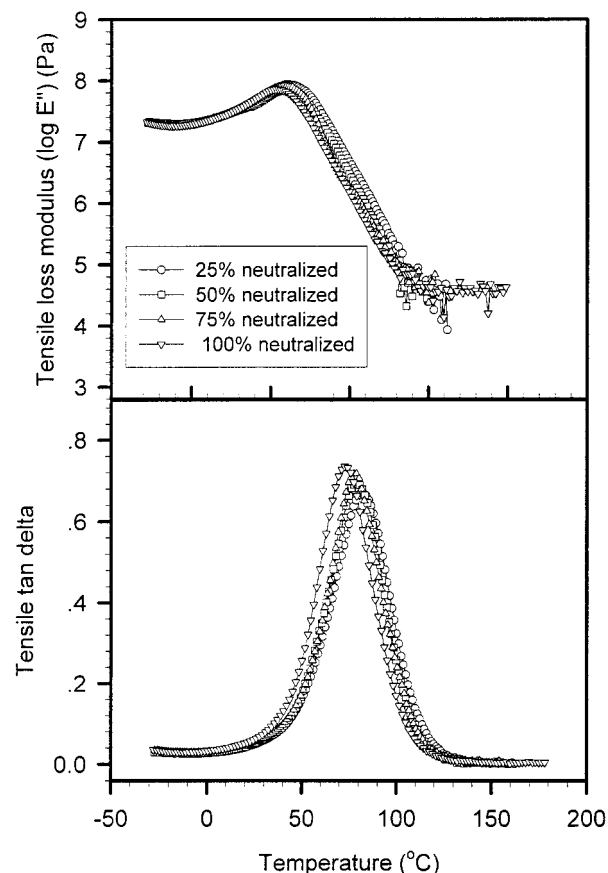 Tensile loss modulus (log E") (Pa)
9
8
7
6
5
4
3
25% neutralized
50% neutralized
75% neutralized
100% neutralized
Tensile tan delta
.8
.6
.4
.2
0.0
-50
0
50
100
150
200
Temperature (°C)